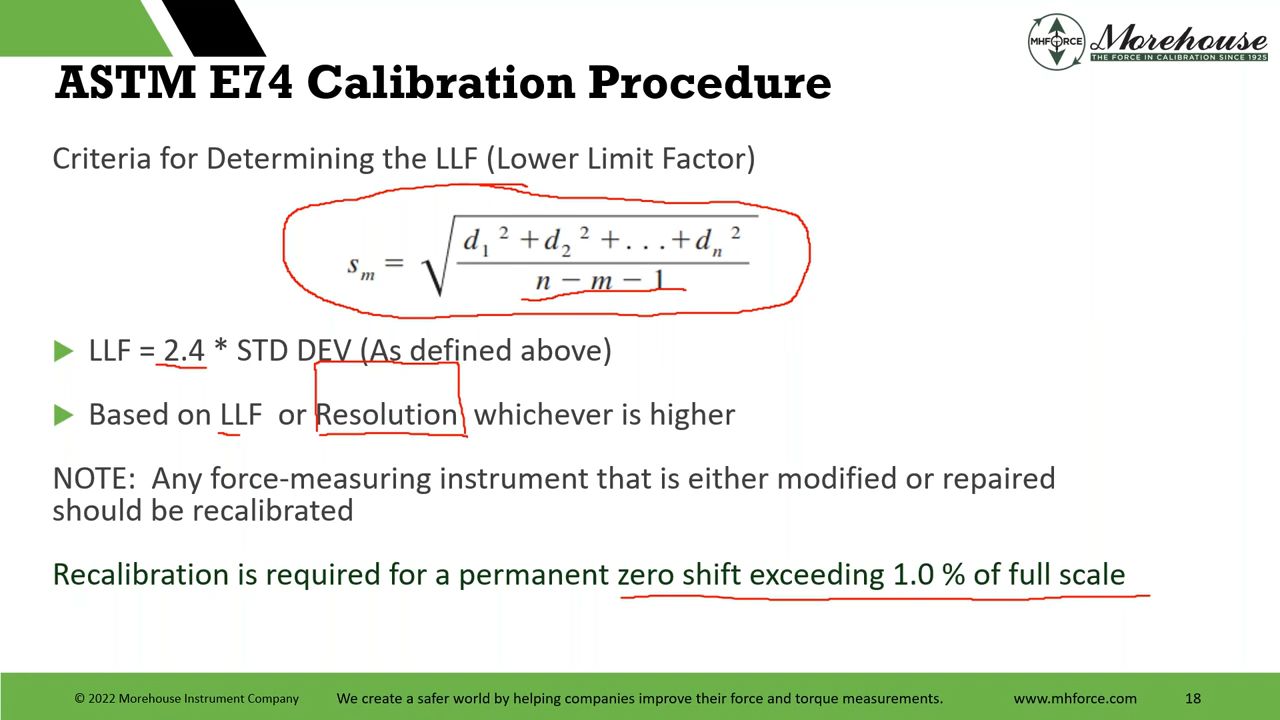 MHFORCE Morehouse
THE FORCE IN CALIBRATION SINCE 1925
ASTM E74 Calibration Procedure
Criteria for Determining the LLF (Lower Limit Factor)
sₘ = √((d₁² + d₂² + . . . + dₙ²) / (n − m − 1))
LLF = 2.4 * STD DEV (As defined above)
Based on LLF or Resolution whichever is higher
NOTE: Any force-measuring instrument that is either modified or repaired
should be recalibrated
Recalibration is required for a permanent zero shift exceeding 1.0 % of full scale
© 2022 Morehouse Instrument Company We create a safer world by helping companies improve their force and torque measurements. www.mhforce.com 18